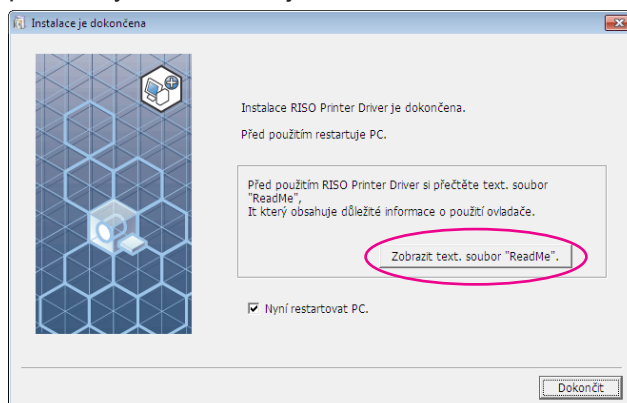 Instalace je dokončena
Instalace RISO Printer Driver je dokončena.
Před použitím restartuje PC.
Před použitím RISO Printer Driver si přečtěte text. soubor
"ReadMe",
It který obsahuje důležité informace o použití ovladače.
Zobrazit text. soubor "ReadMe".
Nyní restartovat PC.
Dokončit